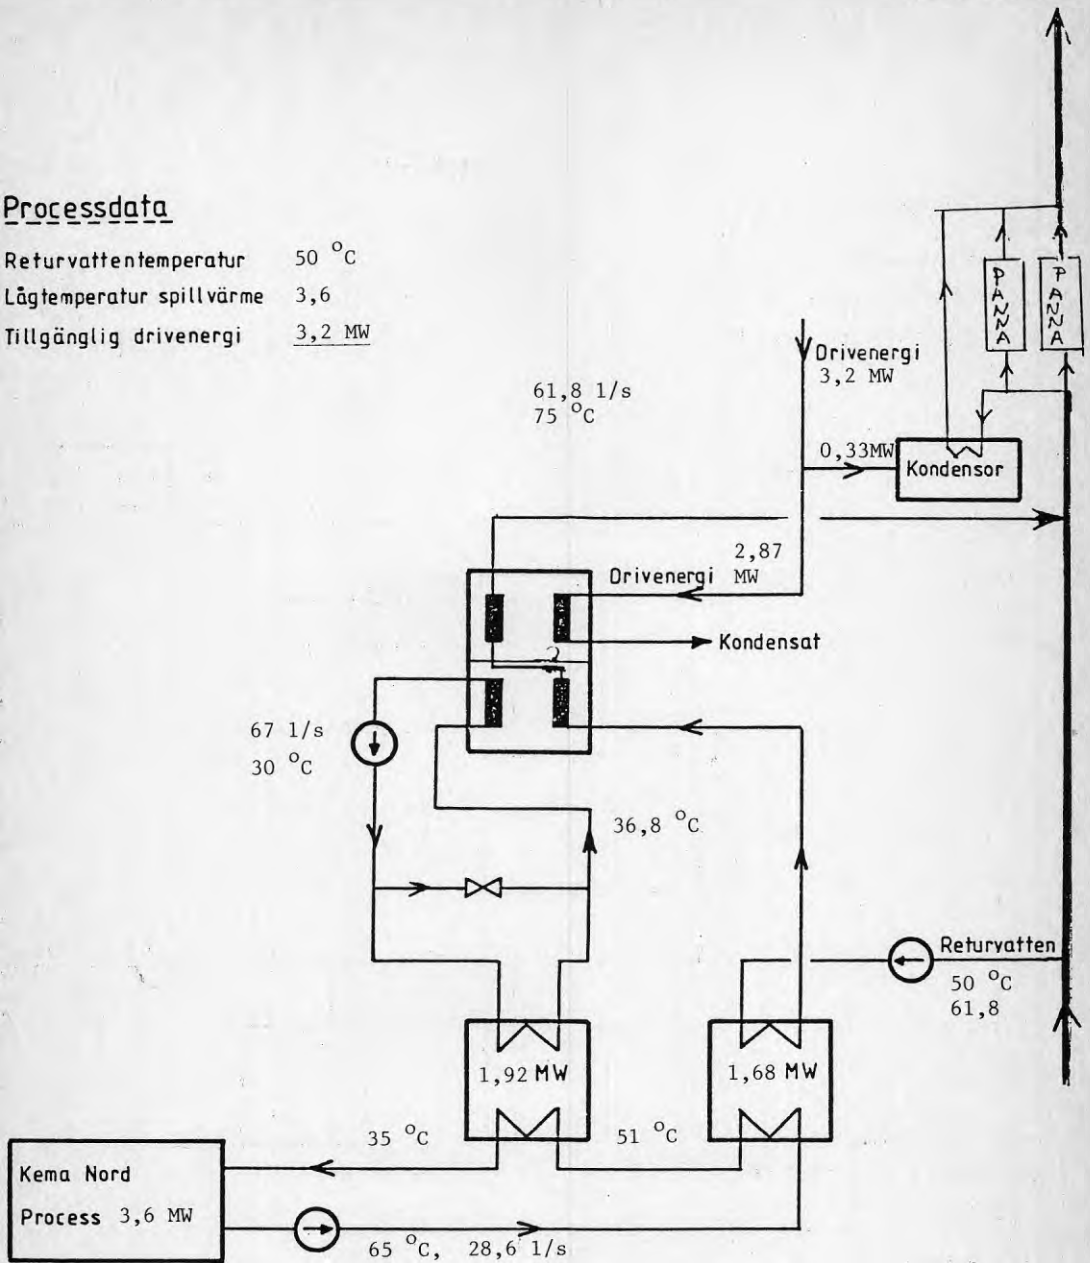 Processdata
Returvattentemperatur 50 °C
Lågtemperatur spillvärme 3,6
Tillgänglig drivenergi 3,2 MW
PANNA
PANNA
Drivenergi
3,2 MW
61,8 l/s
75 °C
0,33MW
Kondensor
2,87
Drivenergi MW
Kondensat
67 l/s
30 °C
36,8 °C
Returvatten
50 °C
61,8
1,92 MW
1,68 MW
35 °C
51 °C
Kema Nord
Process 3,6 MW
65 °C, 28,6 l/s